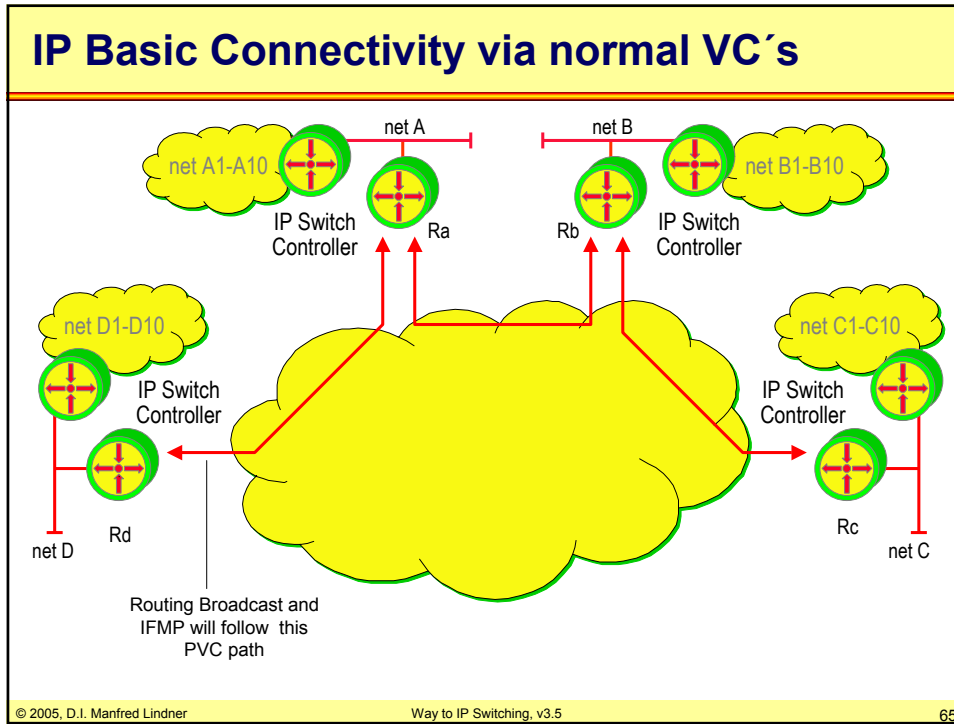 IP Basic Connectivity via normal VC´s
net A
net B
net A1-A10
net B1-B10
IP Switch
Controller
Ra
Rb
IP Switch
Controller
net D1-D10
net C1-C10
IP Switch
Controller
IP Switch
Controller
Rd
Rc
net D
net C
Routing Broadcast and
IFMP will follow this
PVC path
© 2005, D.I. Manfred Lindner
Way to IP Switching, v3.5
65